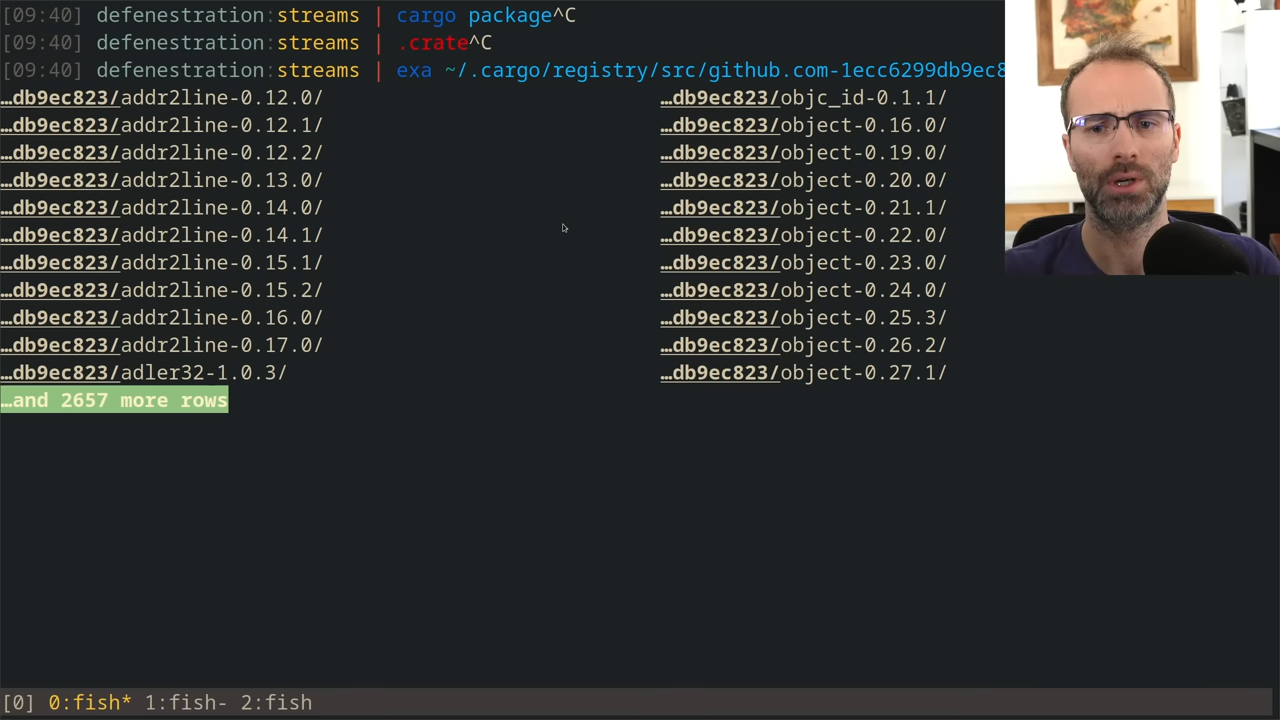 [09:40] defenestration:streams | cargo package^C
[09:40] defenestration:streams | .crate^C
[09:40] defenestration:streams | exa ~/.cargo/registry/src/github.com-1ecc6299db9ec8
…db9ec823/addr2line-0.12.0/ …db9ec823/objc_id-0.1.1/
…db9ec823/addr2line-0.12.1/ …db9ec823/object-0.16.0/
…db9ec823/addr2line-0.12.2/ …db9ec823/object-0.19.0/
…db9ec823/addr2line-0.13.0/ …db9ec823/object-0.20.0/
…db9ec823/addr2line-0.14.0/ …db9ec823/object-0.21.1/
…db9ec823/addr2line-0.14.1/ …db9ec823/object-0.22.0/
…db9ec823/addr2line-0.15.1/ …db9ec823/object-0.23.0/
…db9ec823/addr2line-0.15.2/ …db9ec823/object-0.24.0/
…db9ec823/addr2line-0.16.0/ …db9ec823/object-0.25.3/
…db9ec823/addr2line-0.17.0/ …db9ec823/object-0.26.2/
…db9ec823/adler32-1.0.3/ …db9ec823/object-0.27.1/
…and 2657 more rows
[0] 0:fish* 1:fish- 2:fish